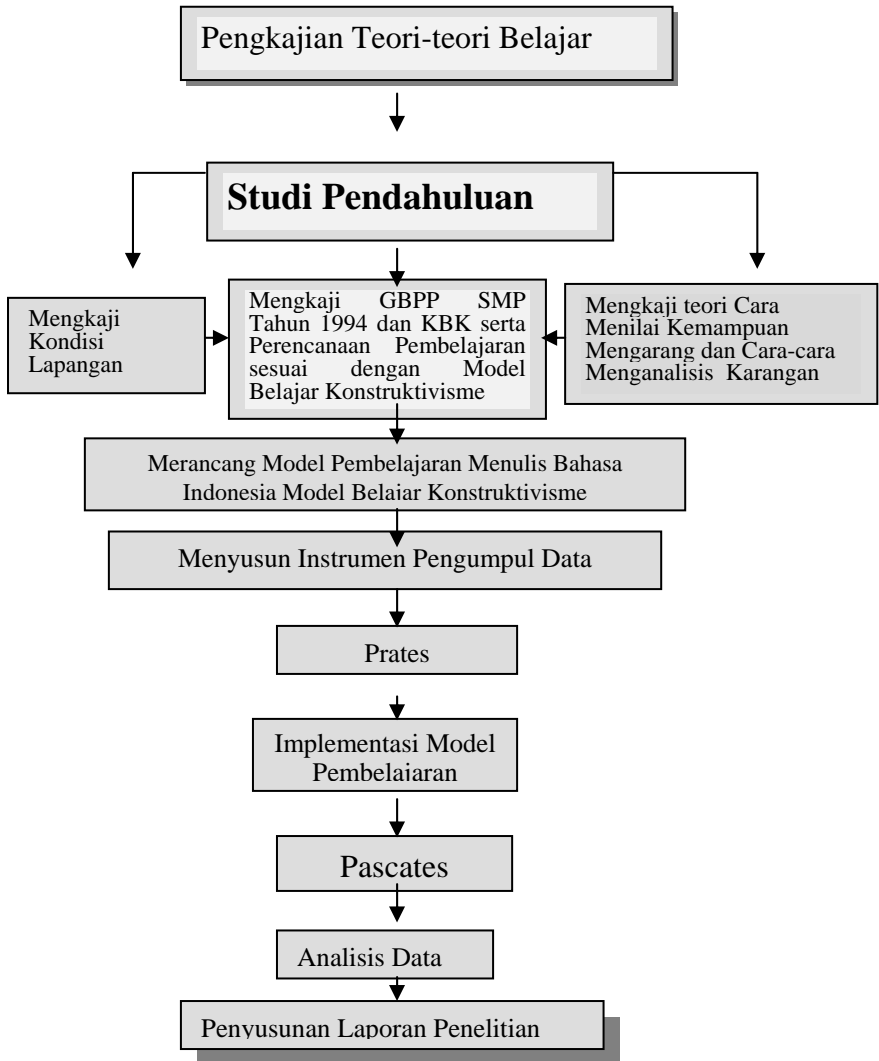 Pengkajian Teori-teori Belajar
Studi Pendahuluan
Mengkaji
Kondisi
Lapangan
Mengkaji GBPP SMP
Tahun 1994 dan KBK serta
Perencanaan Pembelajaran
sesuai dengan Model
Belajar Konstruktivisme
Mengkaji teori Cara
Menilai Kemampuan
Mengarang dan Cara-cara
Menganalisis Karangan
Merancang Model Pembelajaran Menulis Bahasa
Indonesia Model Belajar Konstruktivisme
Menyusun Instrumen Pengumpul Data
Prates
Implementasi Model
Pembelajaran
Pascates
Analisis Data
Penyusunan Laporan Penelitian